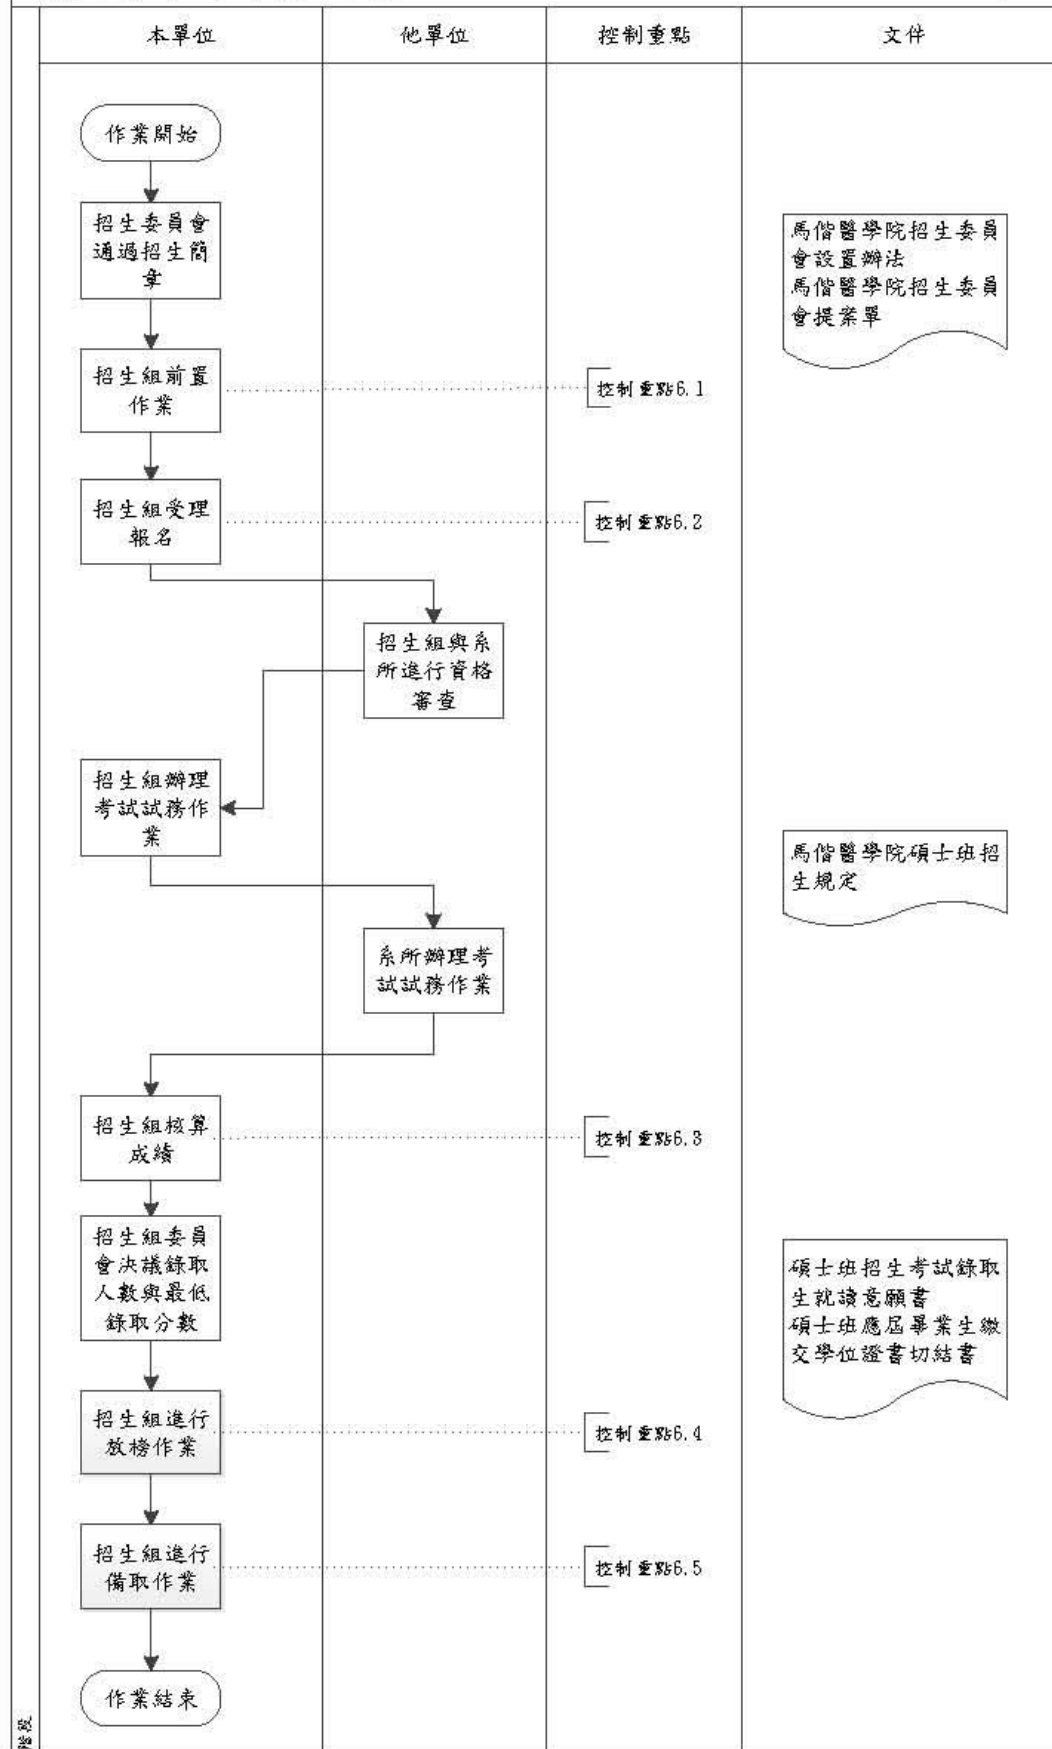 本單位
他單位
控制重點
文件
作業開始
招生委員會
通過招生簡
章
馬偕醫學院招生委員
會設置辦法
馬偕醫學院招生委員
會提案單
招生組前置
作業
控制重點6.1
招生組受理
報名
控制重點6.2
招生組與系
所進行資格
審查
招生組辦理
考試試務作
業
馬偕醫學院碩士班招
生規定
系所辦理考
試試務作業
招生組核算
成績
控制重點6.3
招生組委員
會決議錄取
人數與最低
錄取分數
碩士班招生考試錄取
生就讀意願書
碩士班應屆畢業生繳
交學位證書切結書
招生組進行
放榜作業
控制重點6.4
招生組進行
備取作業
控制重點6.5
作業結束
階段